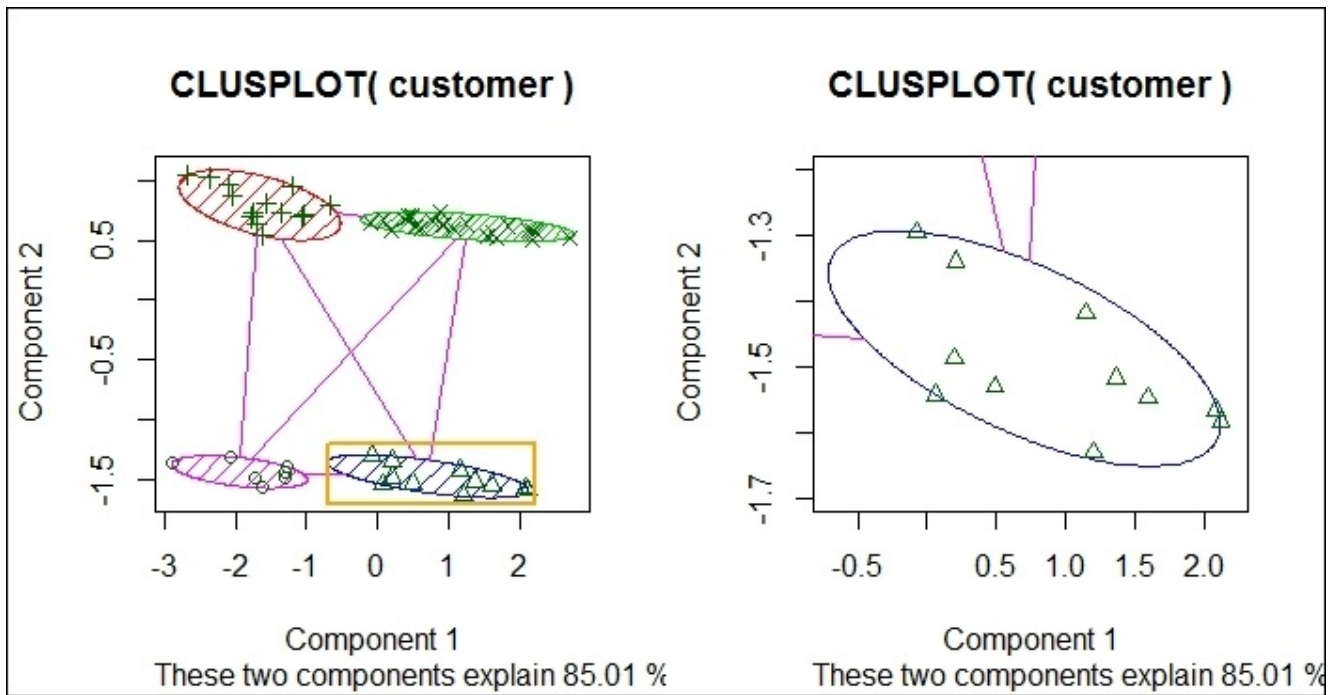 CLUSPLOT( customer )
Component 2
0.5
-0.5
-1.5
-3 -2 -1 0 1 2
Component 1
These two components explain 85.01 %
CLUSPLOT( customer )
Component 2
-1.3
-1.5
-1.7
-0.5 0.5 1.0 1.5 2.0
Component 1
These two components explain 85.01 %